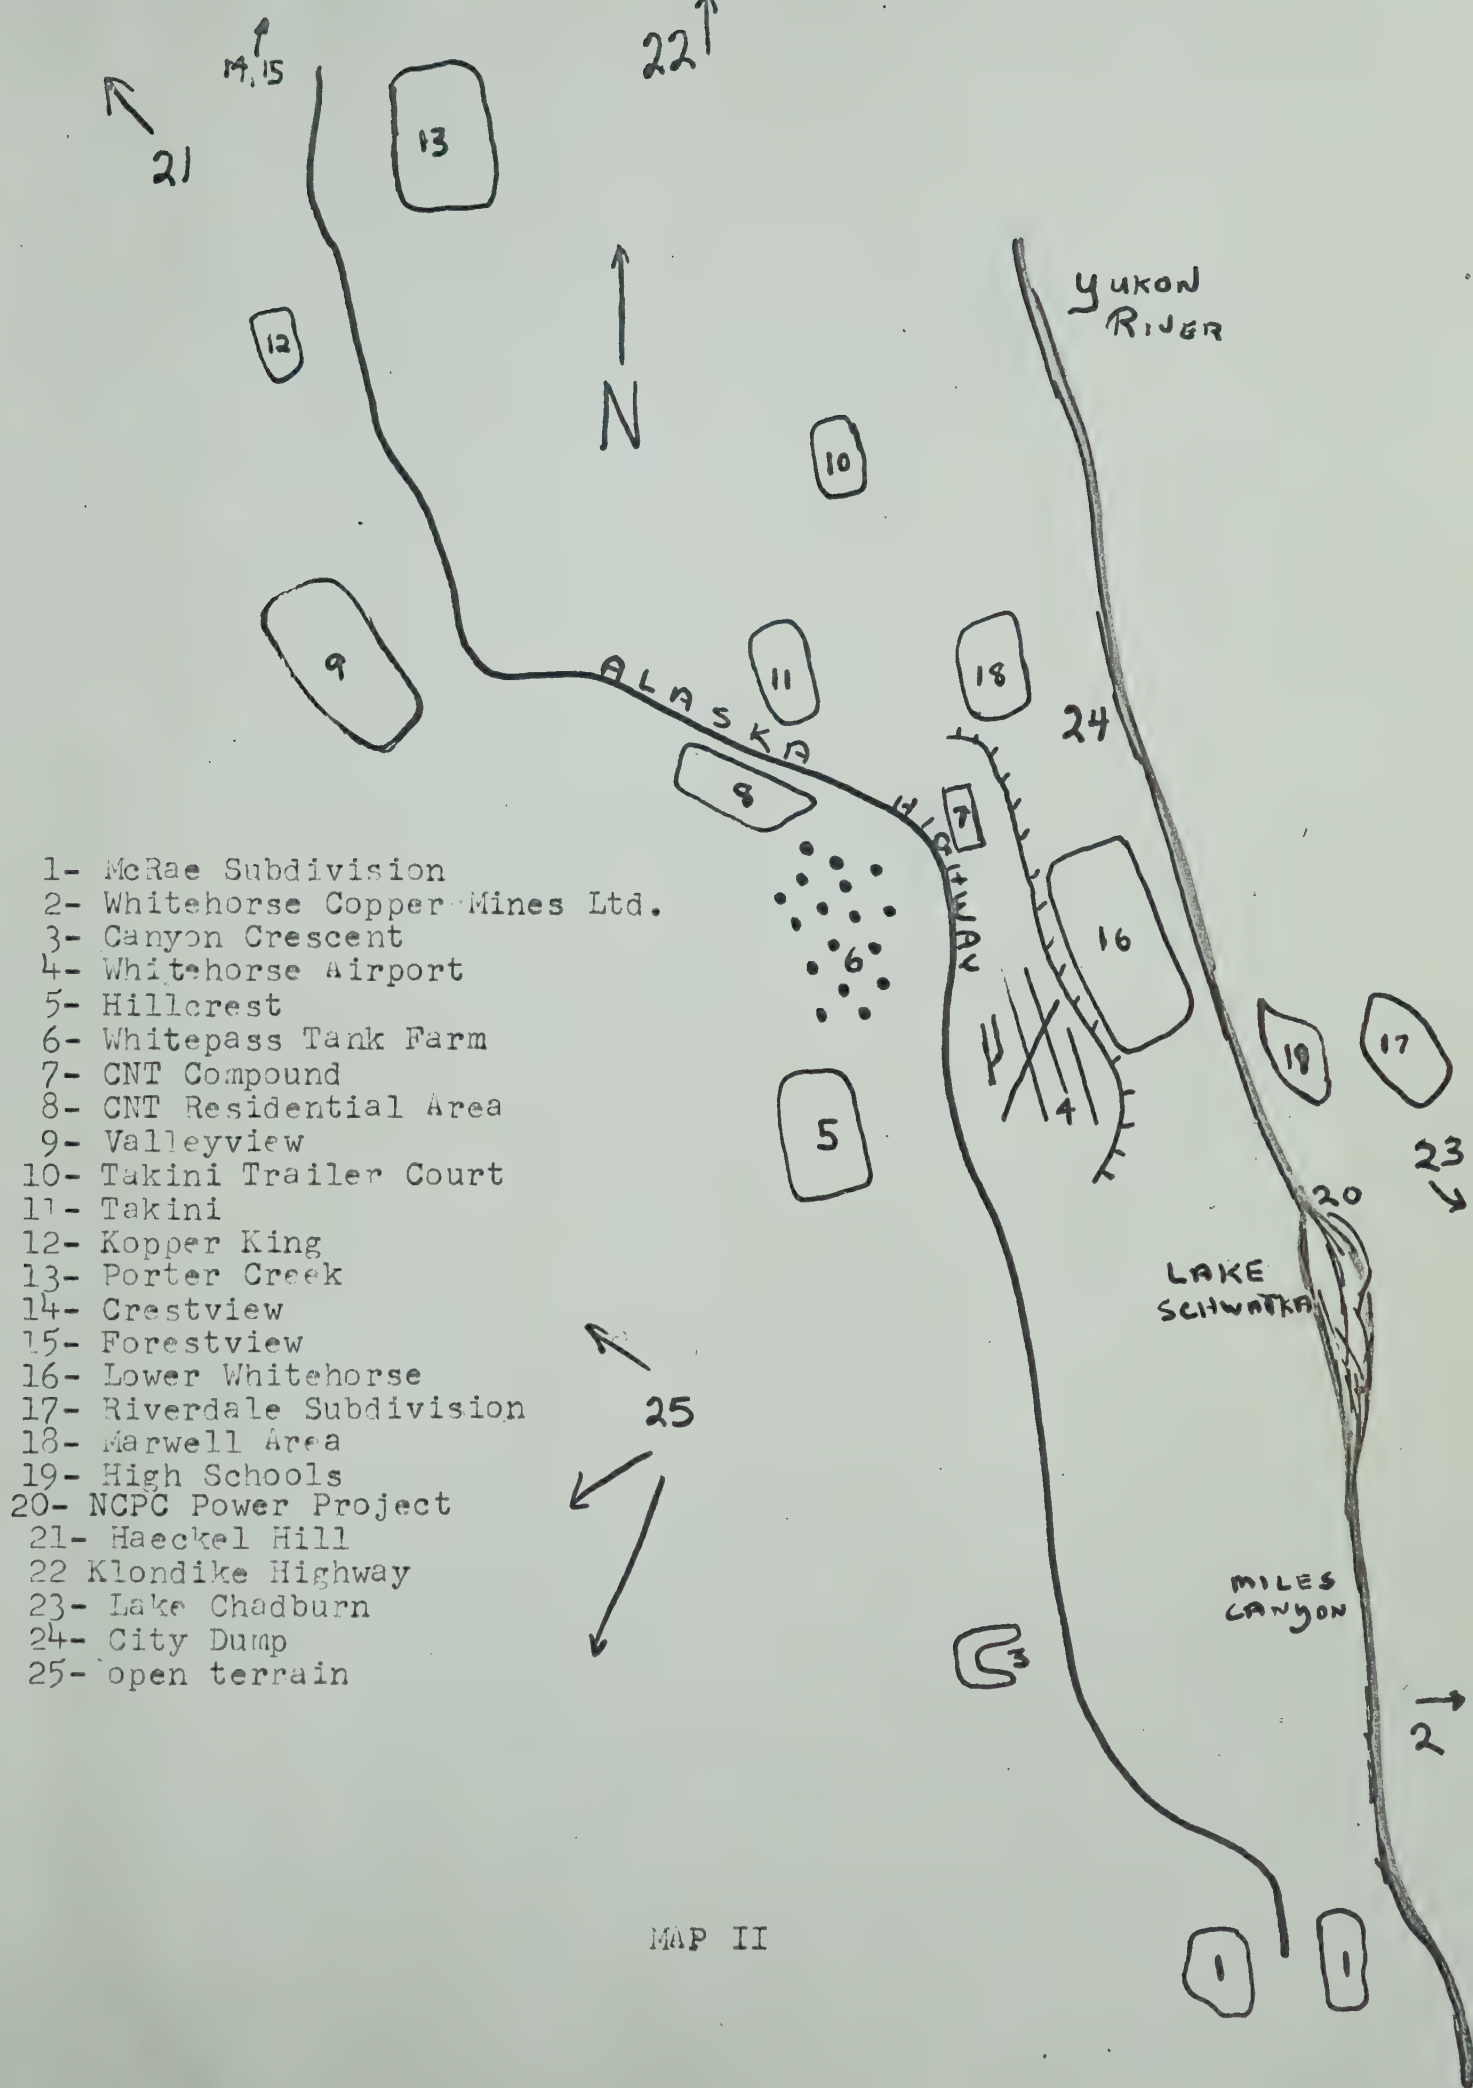 14,15
22
21
13
YUKON
RIVER
12
N
10
9
11
18
ALASKA HIGHWAY
24
8
7
1- McRae Subdivision
2- Whitehorse Copper Mines Ltd.
3- Canyon Crescent
4- Whitehorse Airport
5- Hillcrest
6- Whitepass Tank Farm
7- CNT Compound
8- CNT Residential Area
9- Valleyview
10- Takini Trailer Court
11- Takini
12- Kopper King
13- Porter Creek
14- Crestview
15- Forestview
16- Lower Whitehorse
17- Riverdale Subdivision
18- Marwell Area
19- High Schools
20- NCPC Power Project
21- Haeckel Hill
22 Klondike Highway
23- Lake Chadburn
24- City Dump
25- open terrain
6
16
19
17
4
5
23
20
LAKE
SCHWATKA
25
MILES
CANYON
3
2
MAP II
1
1